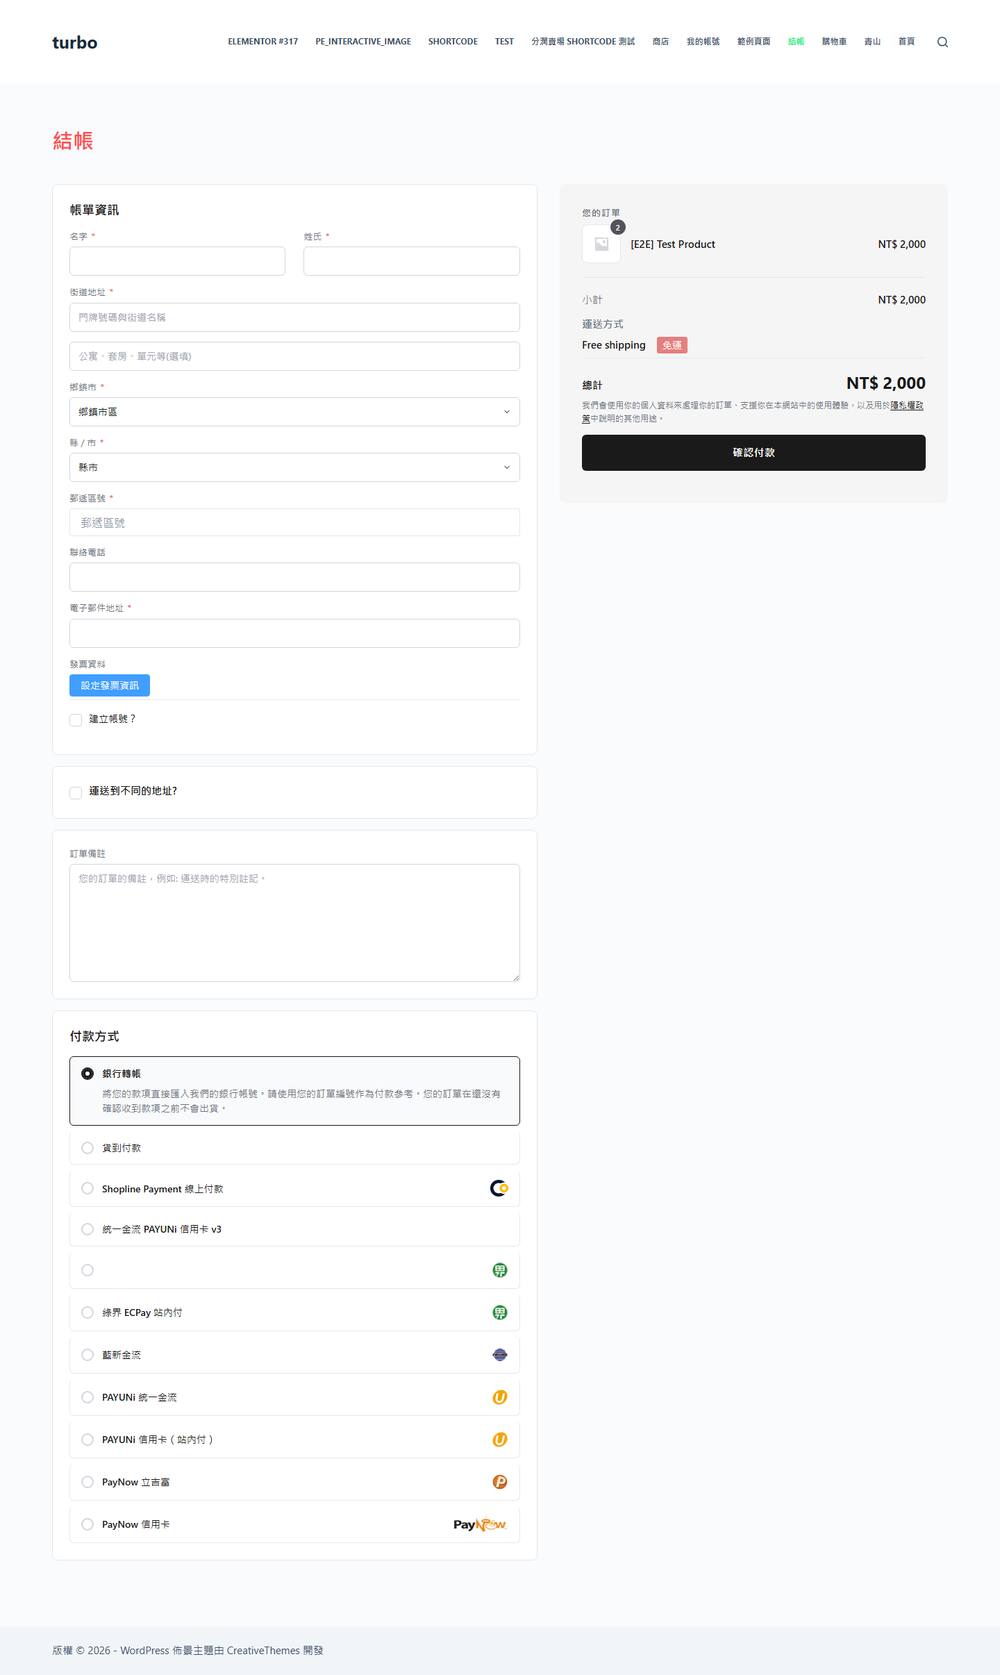 turbo
ELEMENTOR #317
PE_INTERACTIVE_IMAGE
SHORTCODE
TEST
分潤賣場 SHORTCODE 測試
商店
我的帳號
範例頁面
結帳
購物車
壽山
首頁
結帳
帳單資訊
名字 *
姓氏 *
街道地址 *
門牌號碼與街道名稱
公寓、套房、單元等(選填)
鄉鎮市 *
鄉鎮市區
縣 / 市 *
縣市
郵遞區號 *
郵遞區號
聯絡電話
電子郵件地址 *
發票資料
設定發票資訊
建立帳號？
運送到不同的地址?
訂單備註
您的訂單的備註，例如: 運送時的特別註記。
付款方式
銀行轉帳
將您的款項直接匯入我們的銀行帳號。請使用您的訂單編號作為付款參考。您的訂單在還沒有
確認收到款項之前不會出貨。
貨到付款
Shopline Payment 線上付款
統一金流 PAYUNi 信用卡 v3
綠界 ECPay 站內付
藍新金流
PAYUNi 統一金流
PAYUNi 信用卡 ( 站內付 )
PayNow 立吉富
PayNow 信用卡
PayNow
您的訂單
2
[E2E] Test Product
NT$ 2,000
小計
NT$ 2,000
運送方式
Free shipping
免運
總計
NT$ 2,000
我們會使用你的個人資料來處理你的訂單、支援你在本網站中的使用體驗，以及用於隱私權政
策中說明的其他用途。
確認付款
版權 © 2026 - WordPress 佈景主題由 CreativeThemes 開發